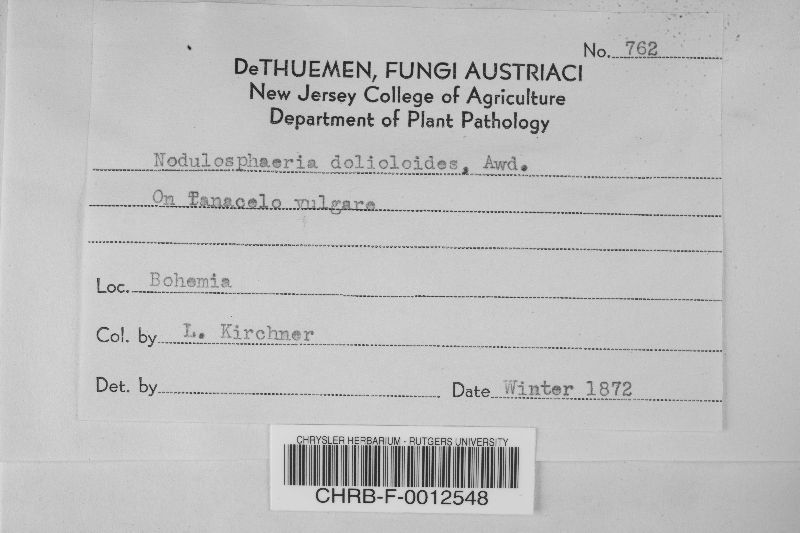 No. 762
DeTHUEMEN, FUNGI AUSTRIACI
New Jersey College of Agriculture
Department of Plant Pathology
Nodulosphaeria dolioloides, Awd.
On Tanacelo vulgare
Loc. Bohemia
Col. by L. Kirchner
Det. by
Date Winter 1872
CHRYSLER HERBARIUM - RUTGERS UNIVERSITY
CHRB-F-0012548